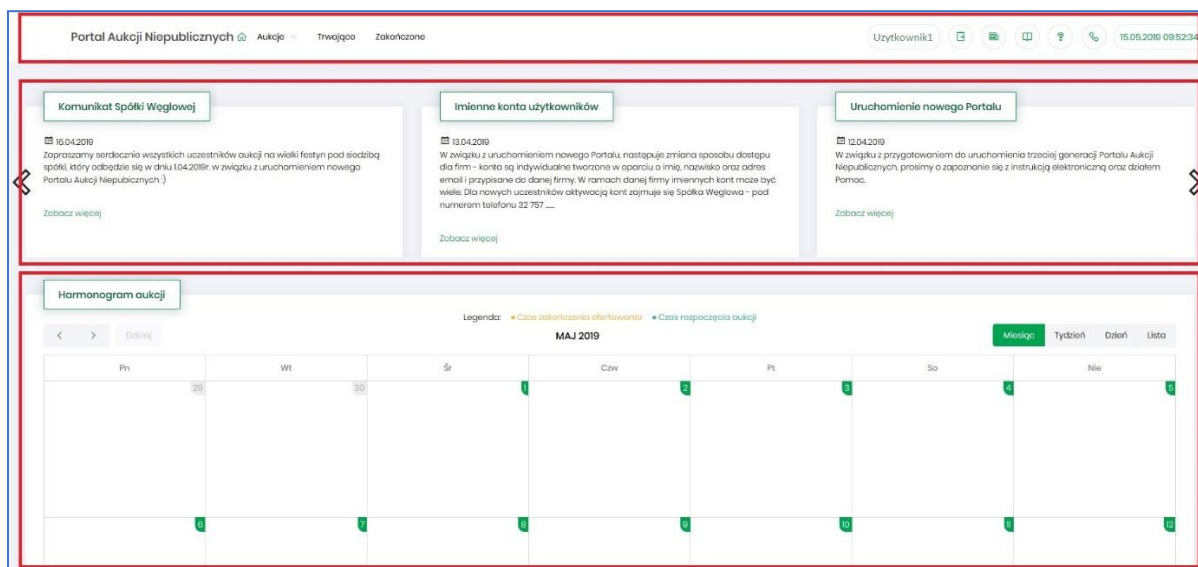 Portal Aukcji Niepublicznych Aukcje Trwające Zakończone Uzytkownik1 15.05.2019 09:52:34
Komunikat Spółki Węglowej
16.04.2019
Zapraszamy serdecznie wszystkich uczestników aukcji na wielki festyn pod siedzibą
spółki, który odbędzie się w dniu 1.04.2019r. w związku z uruchomieniem nowego
Portalu Aukcji Niepubicznych :)
Zobacz więcej
Imienne konta użytkowników
13.04.2019
W związku z uruchomieniem nowego Portalu, następuje zmiana sposobu dostępu
dla firm - konta są indywidualne tworzone w oparciu o imię, nazwisko oraz adres
email i przypisane do danej firmy. W ramach danej firmy imiennych kont moze być
wiele. Dla nowych uczestników aktywacją kont zajmuje się Spółka Węglowa - pod
numerem telefonu 32 757 .....
Zobacz więcej
Uruchomienie nowego Portalu
12.04.2019
W związku z przygotowaniem do uruchomienia trzeciej generacji Portalu Aukcji
Niepublicznych, prosimy o zapoznanie się z instrukcją elektroniczną oraz działem
Pomoc.
Zobacz więcej
Harmonogram aukcji
Legenda: Czas zakończenia ofertowania Czas rozpoczęcia aukcji
Dzisiaj MAJ 2019 Miesiąc Tydzień Dzień Lista
Pn Wt Śr Czw Pt So Nie
29 30 1 2 3 4 5
6 7 8 9 10 11 12